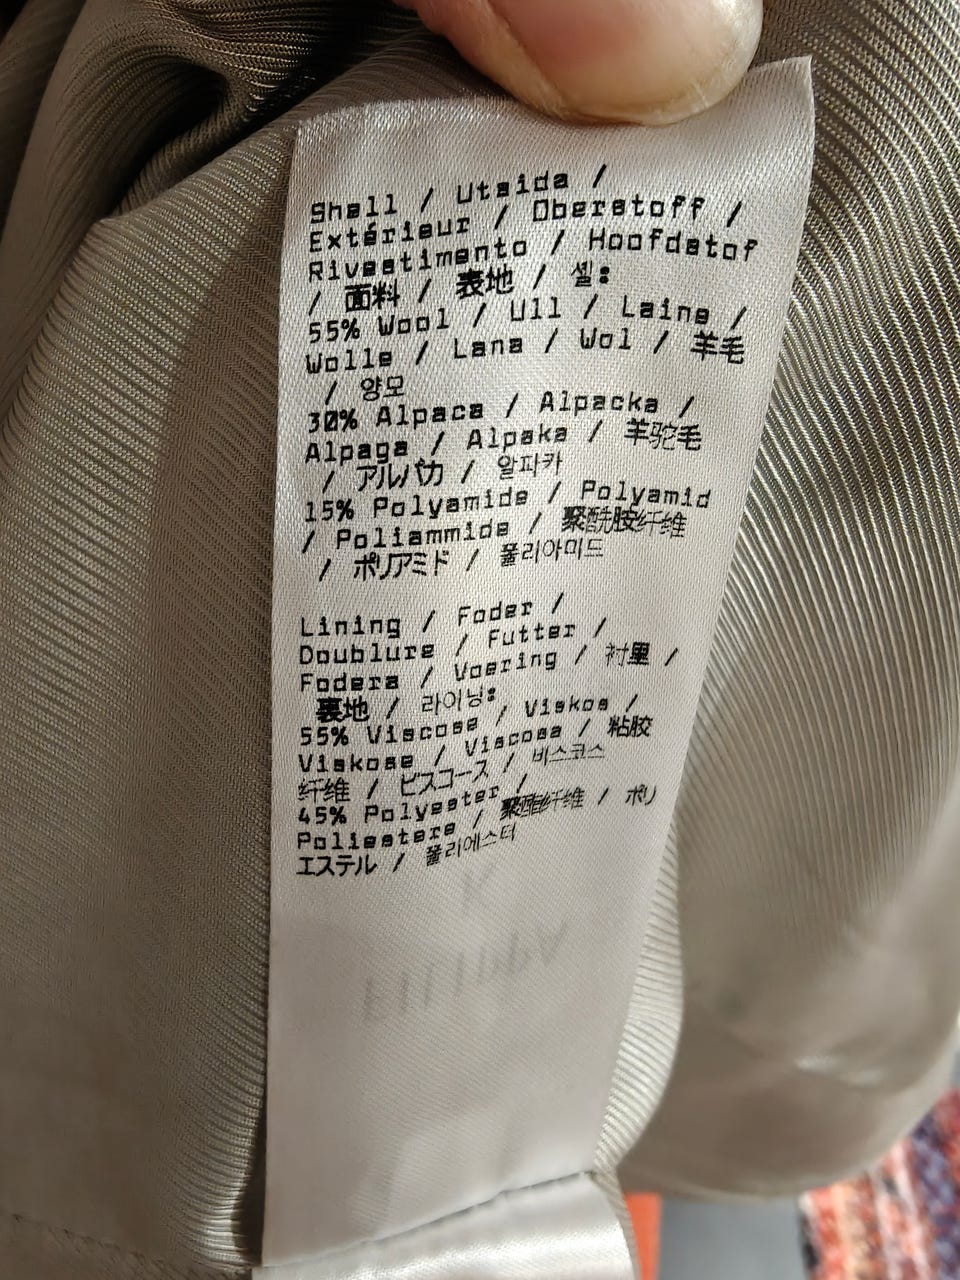 Shell / Utsida /
Extérieur / Oberstoff /
Rivestimento / Hoofdstof
/ 面料 / 表地 / 셸:
55% Wool / Ull / Laine /
Wolle / Lana / Wol / 羊毛
/ 양모
30% Alpaca / Alpacka /
Alpaga / Alpaka / 羊驼毛
/ アルパカ / 알파카
15% Polyamide / Polyamid
/ Poliammide / 聚酰胺纤维
/ ポリアミド / 폴리아미드
Lining / Foder /
Doublure / Futter /
Fodera / Voering / 衬里 /
裏地 / 라이닝:
55% Viscose / Viskos /
Viskose / Viscosa / 粘胶
纤维 / ビスコース / 비스코스
45% Polyester /
Poliestere / 聚酯纤维 / ポリ
エステル / 폴리에스터